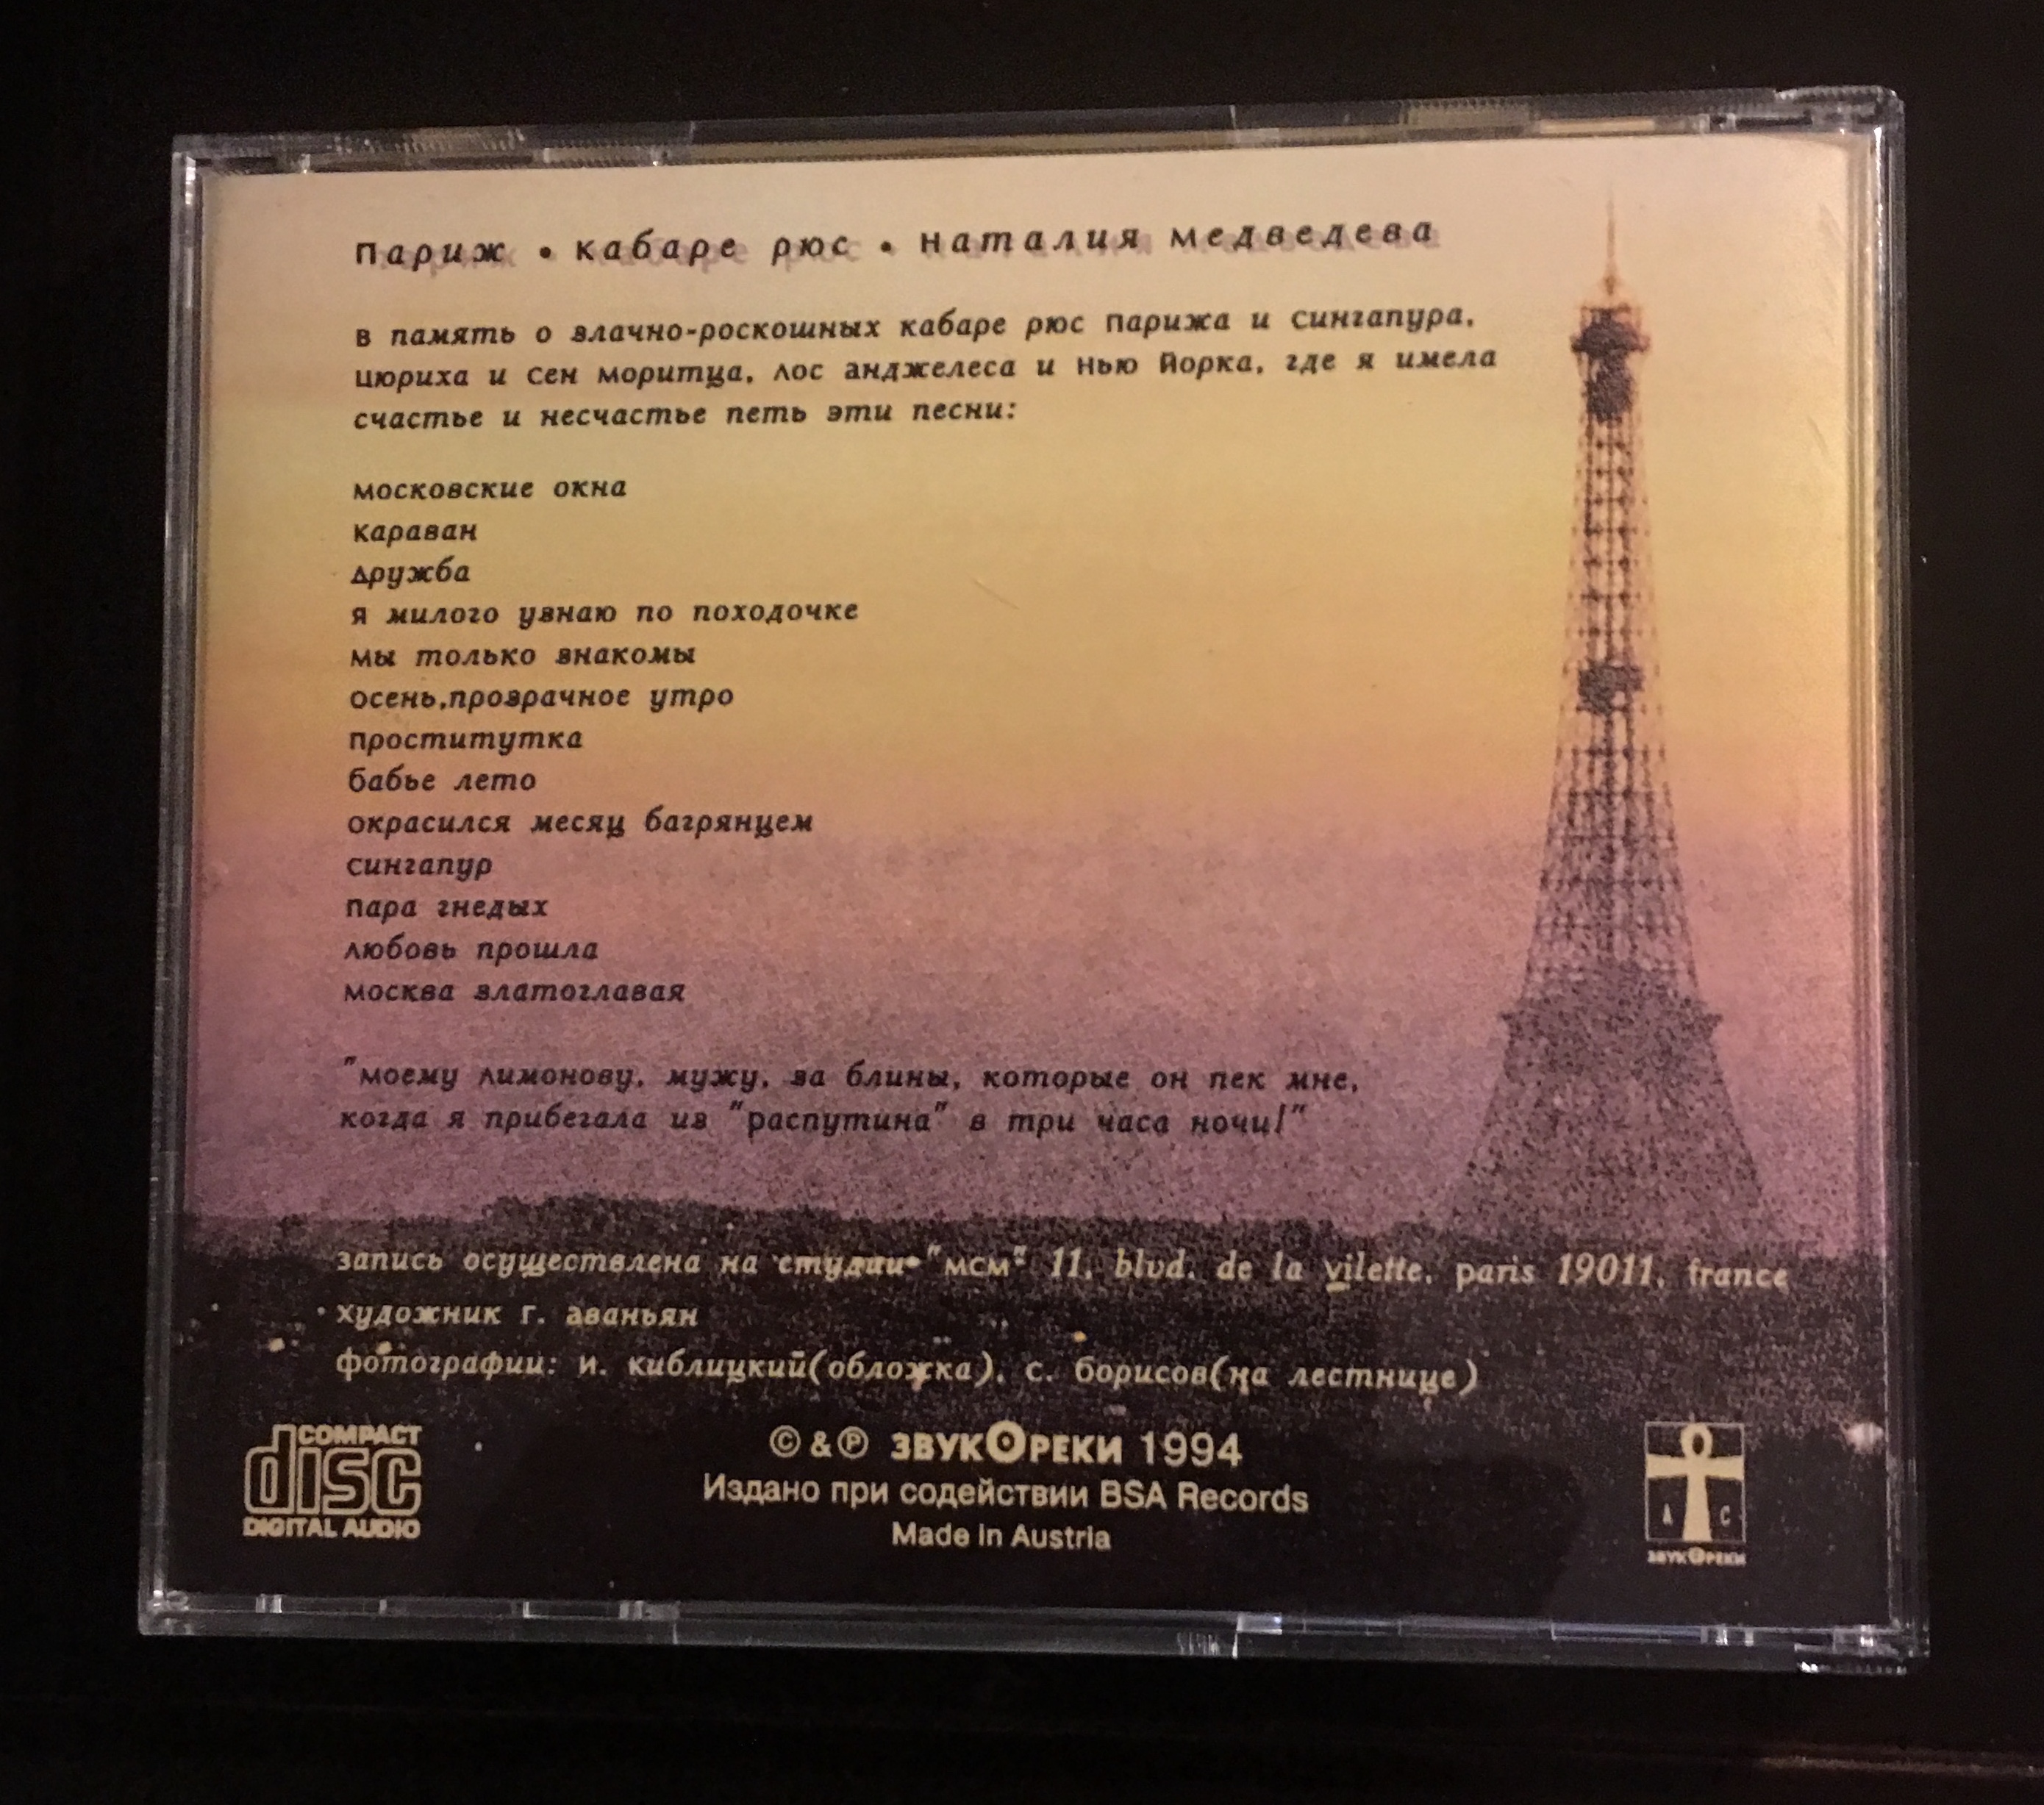 париж • кабаре рюс • наталия медведева
в память о злачно-роскошных кабаре рюс парижа и сингапура,
цюриха и сен моритца, лос анджелеса и нью йорка, где я имела
счастье и несчастье петь эти песни:
московские окна
караван
дружба
я милого узнаю по походочке
мы только знакомы
осень,прозрачное утро
проститутка
бабье лето
окрасился месяц багрянцем
сингапур
пара гнедых
любовь прошла
москва златоглавая
"моему лимонову, мужу, за блины, которые он пек мне,
когда я прибегала из "распутина" в три часа ночи!"
запись осуществлена на студии "мсм" 11, blvd. de la vilette, paris 19011, france
художник г. аваньян
фотографии: и. киблицкий(обложка), с. борисов(на лестнице)
COMPACT
disc
DIGITAL AUDIO
© & ℗ ЗВУКОРЕКИ 1994
Издано при содействии BSA Records
Made in Austria
А С
ЗВУКОРЕКИ